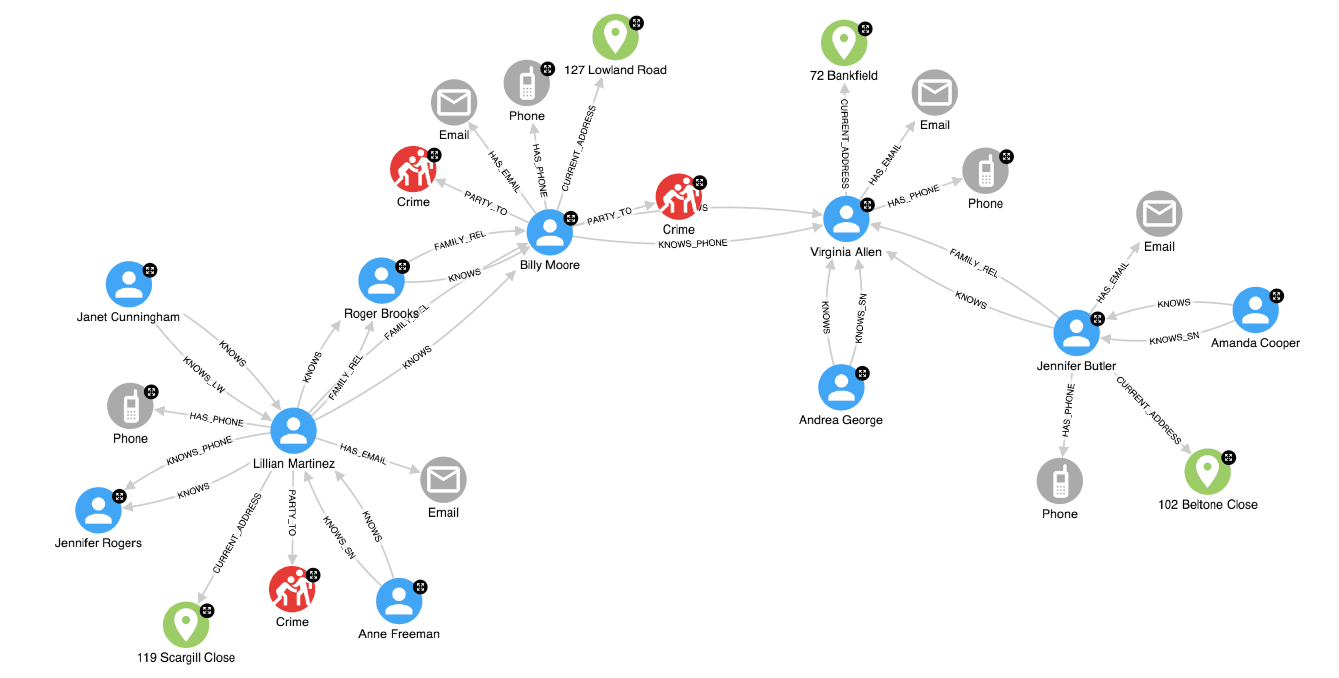 127 Lowland Road
72 Bankfield
Email
Phone
Email
Crime
Phone
Crime
Billy Moore
Virginia Allen
Email
Janet Cunningham
Roger Brooks
Amanda Cooper
Jennifer Butler
Andrea George
Phone
Lillian Martinez
Email
Jennifer Rogers
Phone
102 Beltone Close
Crime
Anne Freeman
119 Scargill Close
HAS_EMAIL
HAS_PHONE
CURRENT_ADDRESS
PARTY_TO
PARTY_TO
WS
KNOWS_PHONE
FAMILY_REL
KNOWS
FAMILY_REL
KNOWS
KNOWS
FAMILY_REL
KNOWS
KNOWS_LW
HAS_PHONE
KNOWS_PHONE
KNOWS
HAS_EMAIL
CURRENT_ADDRESS
PARTY_TO
KNOWS_SN
KNOWS
CURRENT_ADDRESS
HAS_EMAIL
HAS_PHONE
FAMILY_REL
KNOWS
KNOWS
KNOWS_SN
HAS_EMAIL
KNOWS
KNOWS_SN
HAS_PHONE
CURRENT_ADDRESS